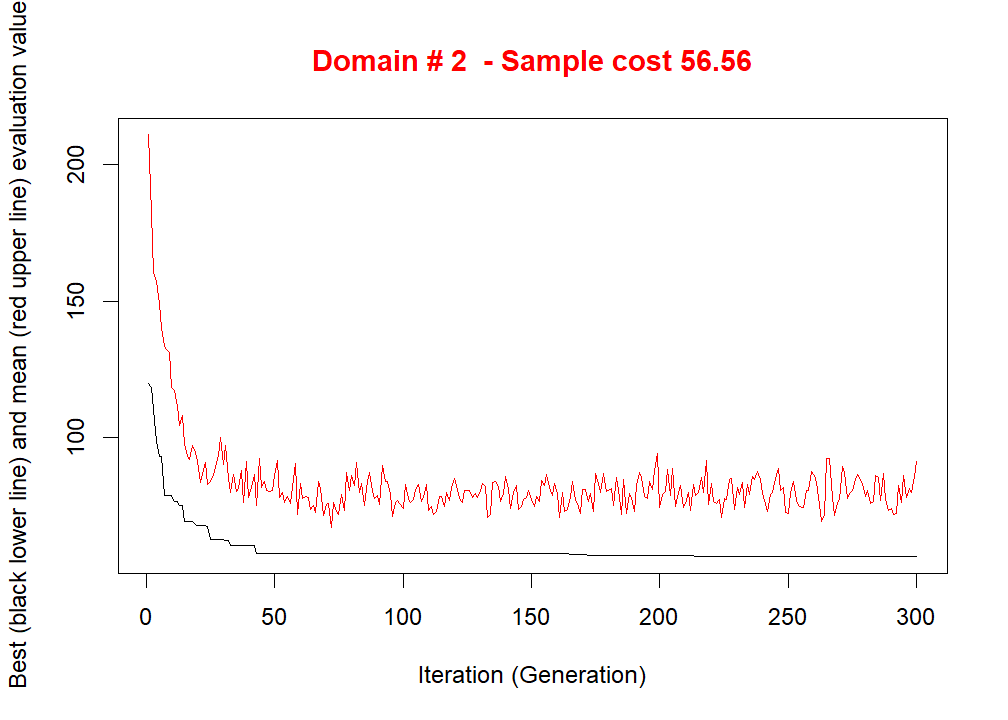 Domain # 2  - Sample cost 56.56
Best (black lower line) and mean (red upper line) evaluation value
200
150
100
0 50 100 150 200 250 300
Iteration (Generation)